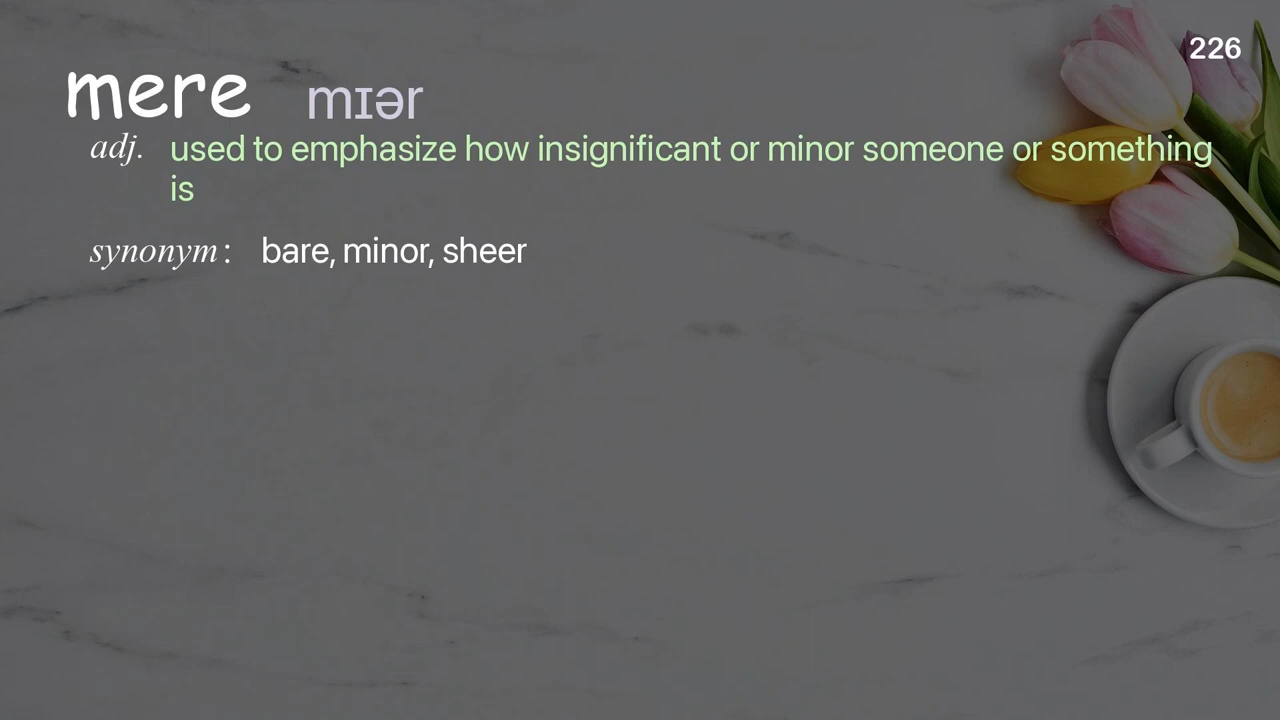 226
mere mɪər
adj. used to emphasize how insignificant or minor someone or something
is
synonym: bare, minor, sheer